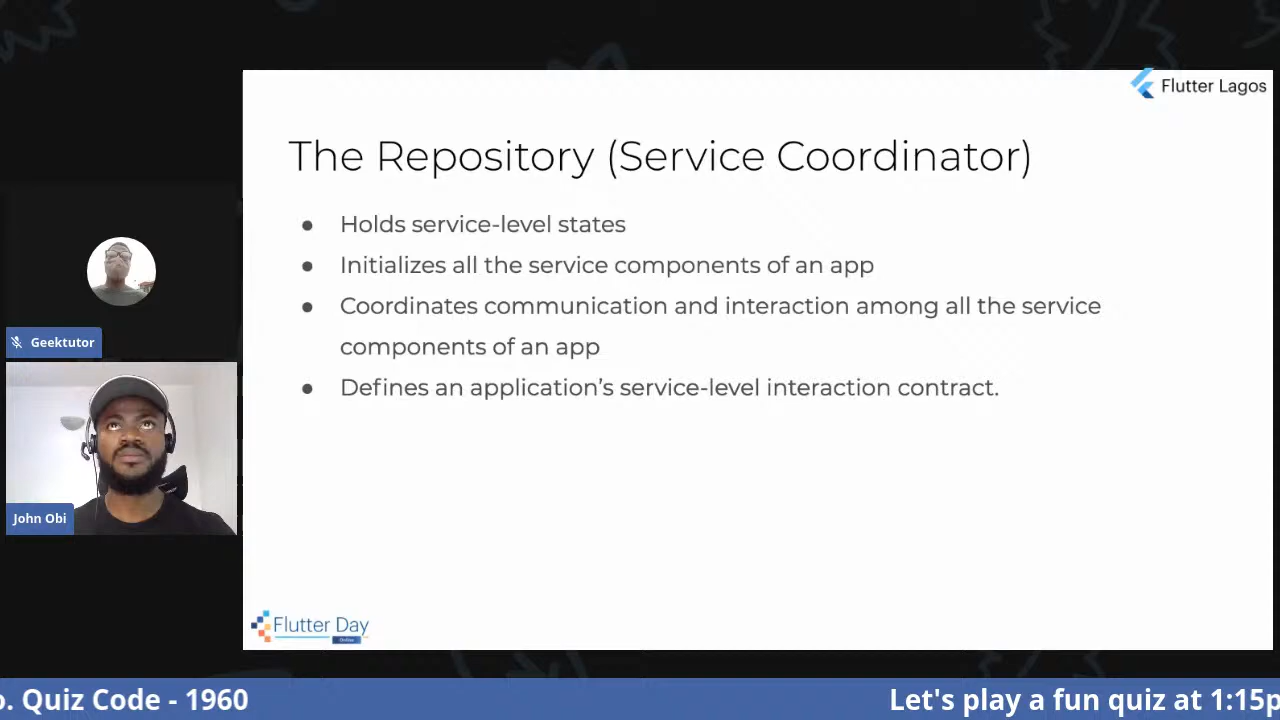 Flutter Lagos
The Repository (Service Coordinator)
● Holds service-level states
● Initializes all the service components of an app
● Coordinates communication and interaction among all the service
components of an app
● Defines an application’s service-level interaction contract.
Geektutor
John Obi
Flutter Day
Online
o. Quiz Code - 1960
Let's play a fun quiz at 1:15p